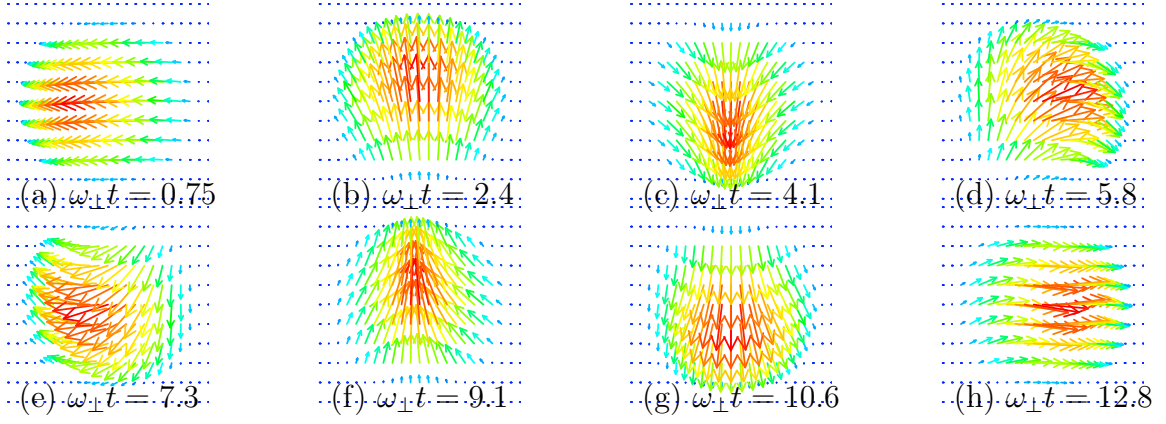 (a) ω⊥t = 0.75 (b) ω⊥t = 2.4 (c) ω⊥t = 4.1 (d) ω⊥t = 5.8
(e) ω⊥t = 7.3 (f) ω⊥t = 9.1 (g) ω⊥t = 10.6 (h) ω⊥t = 12.8